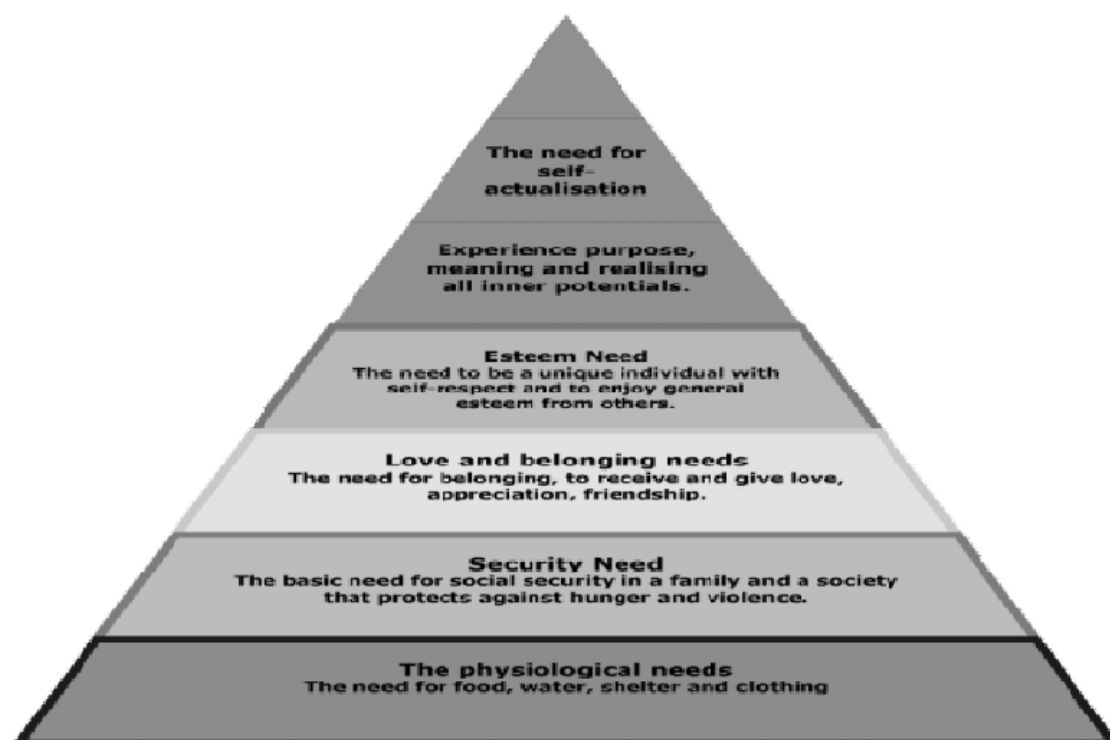 The need for
self-
actualisation
Experience purpose,
meaning and realising
all inner potentials.
Esteem Need
The need to be a unique individual with
self-respect and to enjoy general
esteem from others.
Love and belonging needs
The need for belonging, to receive and give love,
appreciation, friendship.
Security Need
The basic need for social security in a family and a society
that protects against hunger and violence.
The physiological needs
The need for food, water, shelter and clothing